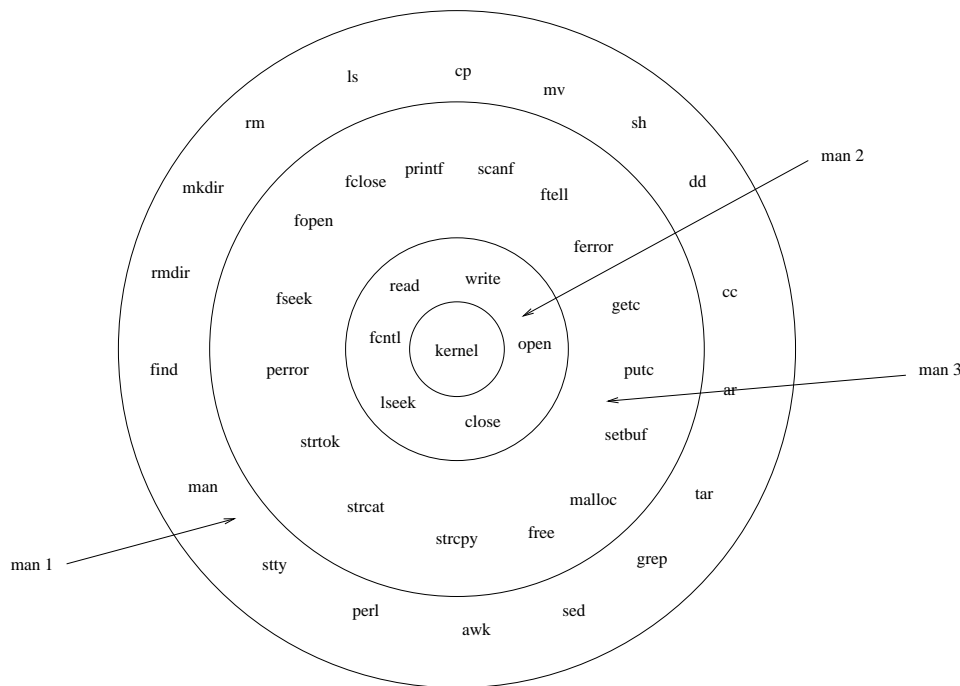 cp
ls
mv
rm
sh
man 2
printf
scanf
fclose
dd
mkdir
ftell
fopen
ferror
rmdir
write
read
cc
fseek
getc
fcntl
open
kernel
find
perror
putc
man 3
ar
lseek
close
setbuf
strtok
man
tar
malloc
strcat
free
strcpy
grep
man 1
stty
perl
sed
awk